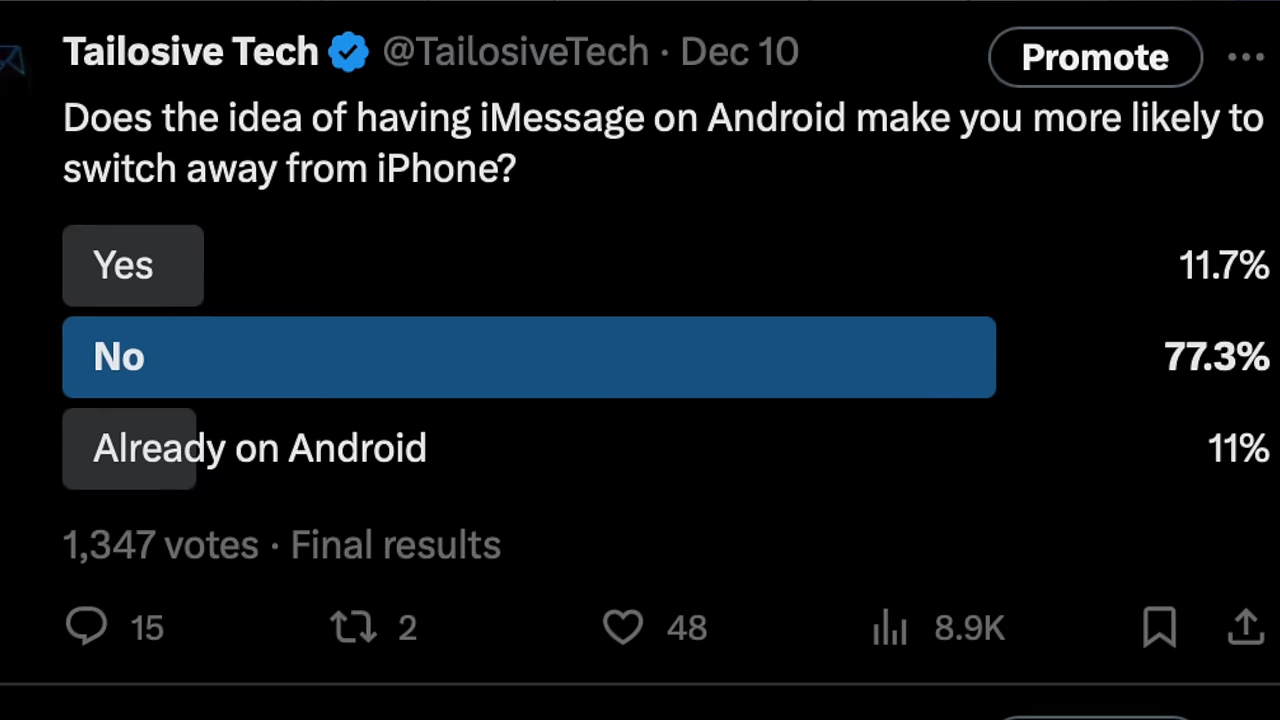 Tailosive Tech @TailosiveTech · Dec 10 Promote
Does the idea of having iMessage on Android make you more likely to
switch away from iPhone?
Yes 11.7%
No 77.3%
Already on Android 11%
1,347 votes · Final results
15 2 48 8.9K